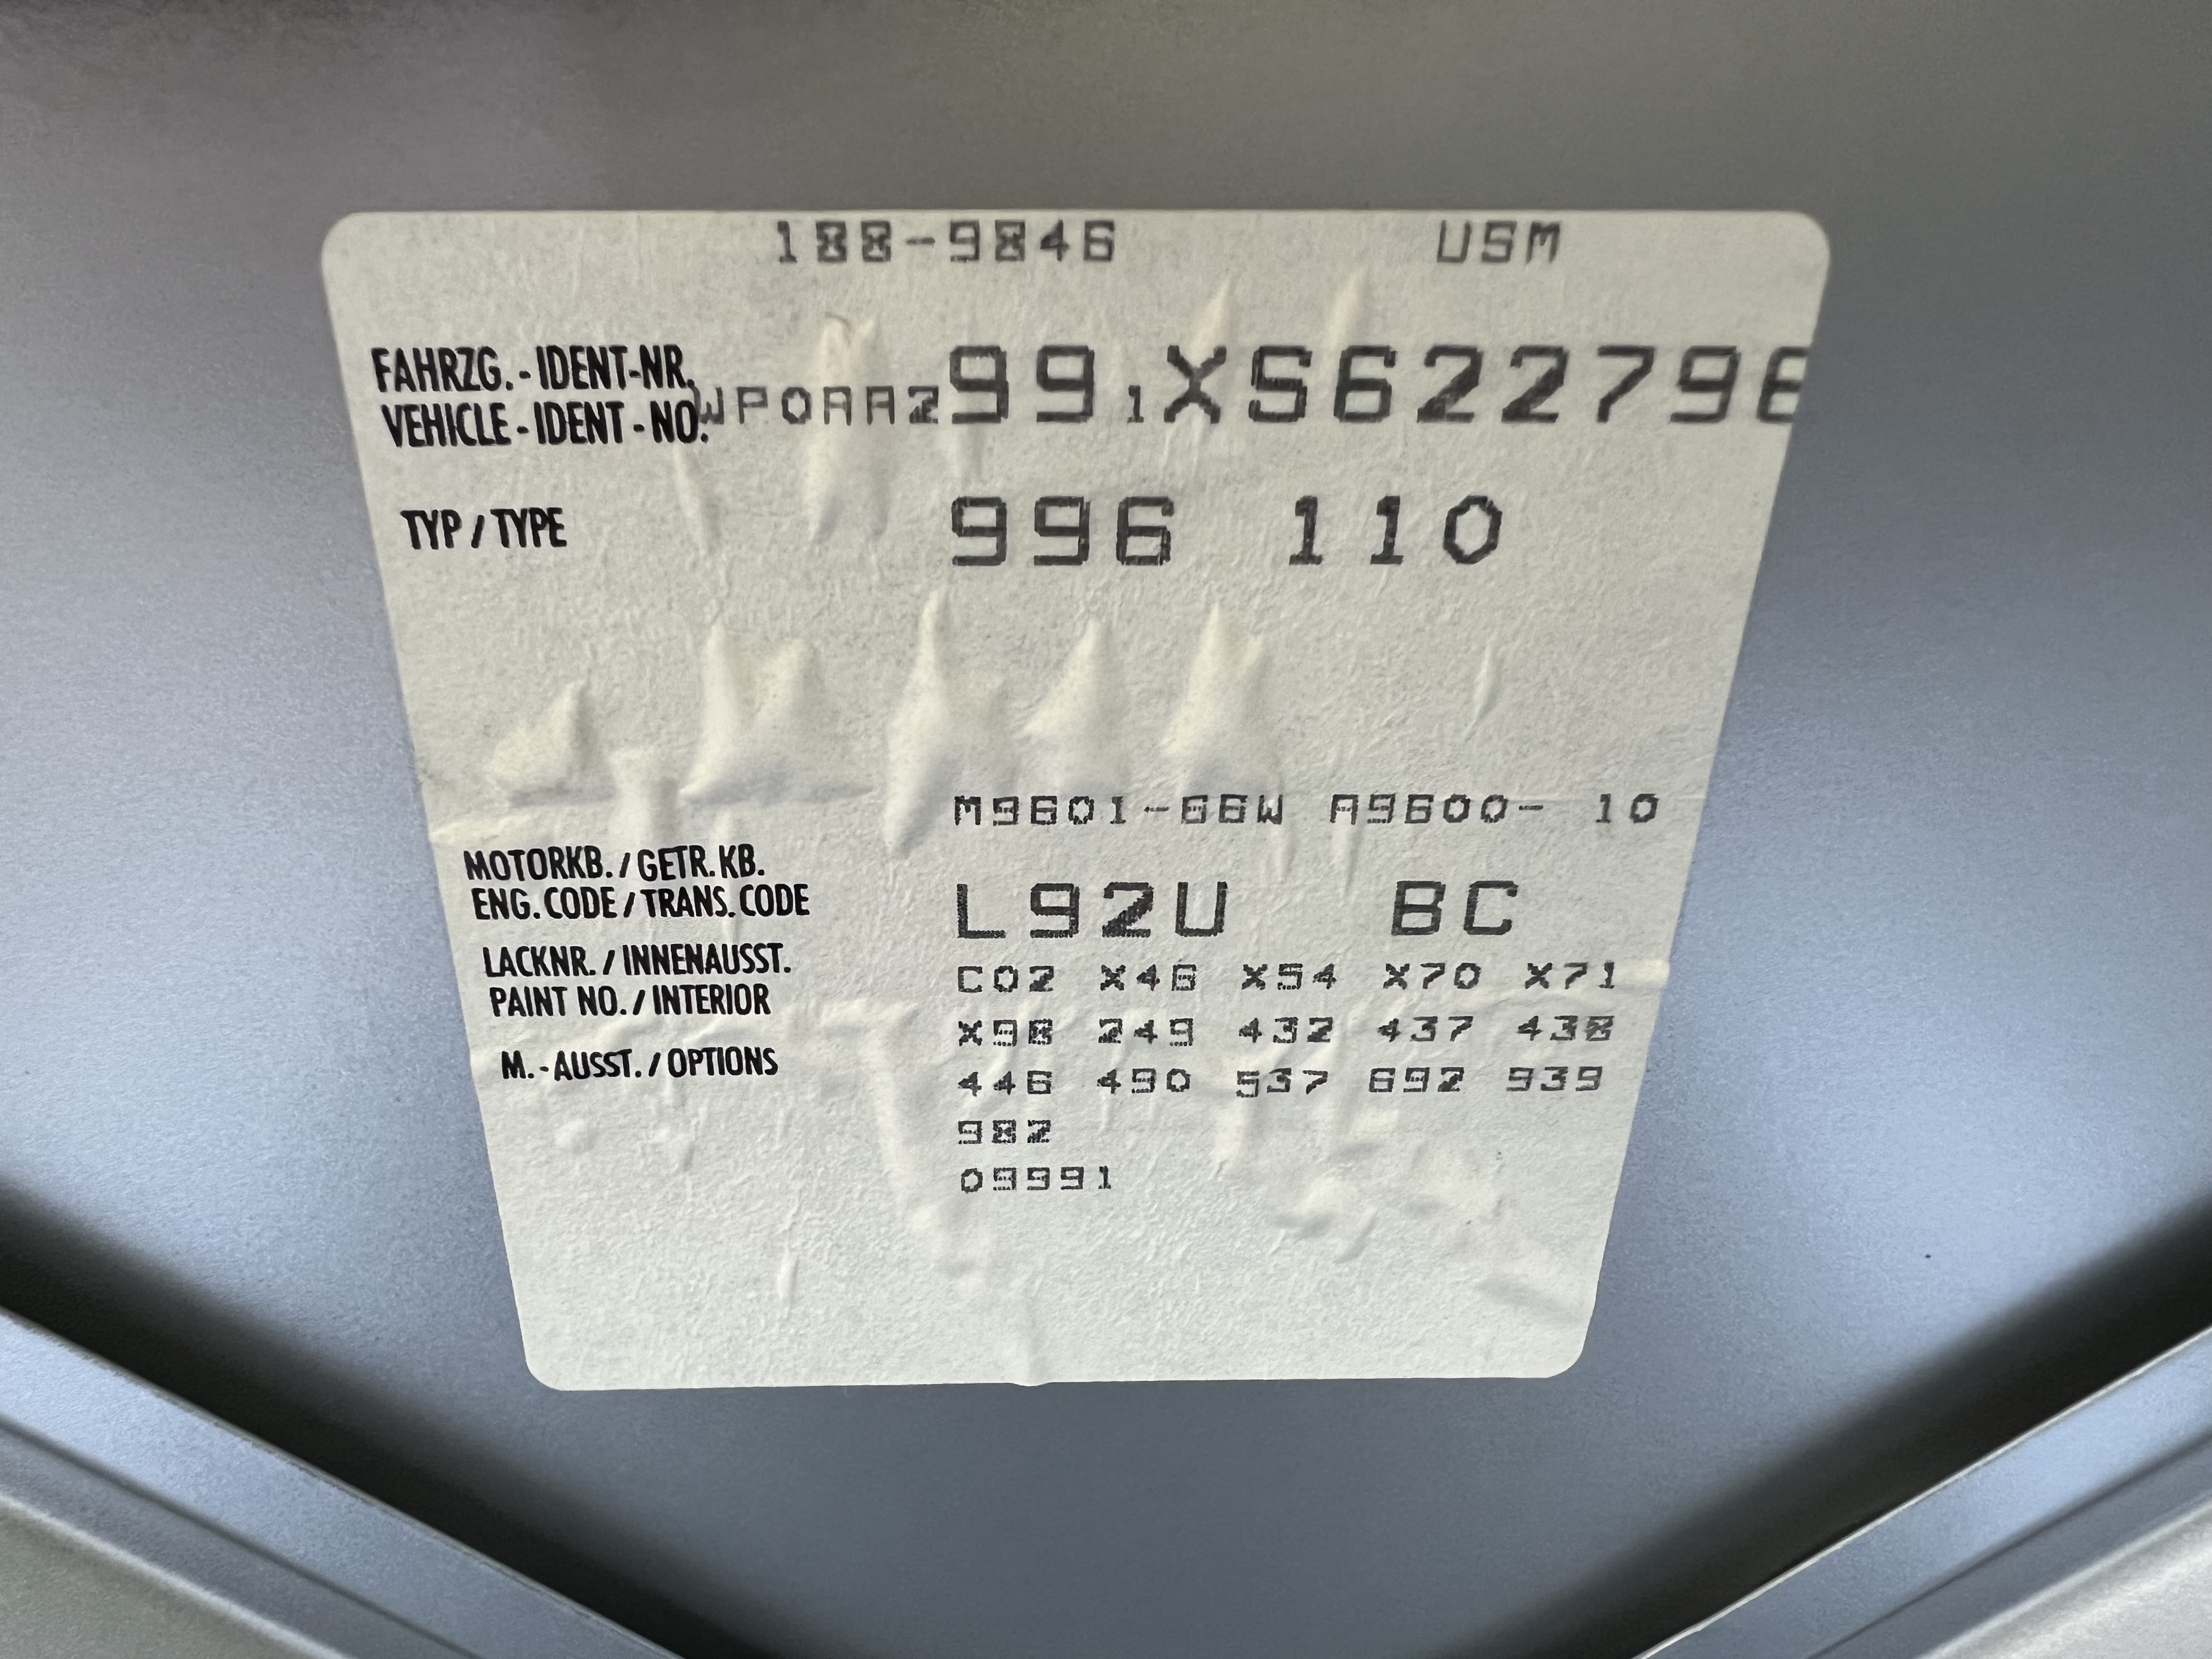 188-9846 USM
FAHRZG.-IDENT-NR.
VEHICLE-IDENT-NO. WP0AA2991XS622796
TYP / TYPE 996 110
M9601-66W A9600- 10
MOTORKB. / GETR. KB.
ENG. CODE / TRANS. CODE L92U BC
LACKNR. / INNENAUSST. C02 X46 X54 X70 X71
PAINT NO. / INTERIOR X98 249 432 437 438
M.-AUSST. / OPTIONS 446 490 537 692 939
982
09991